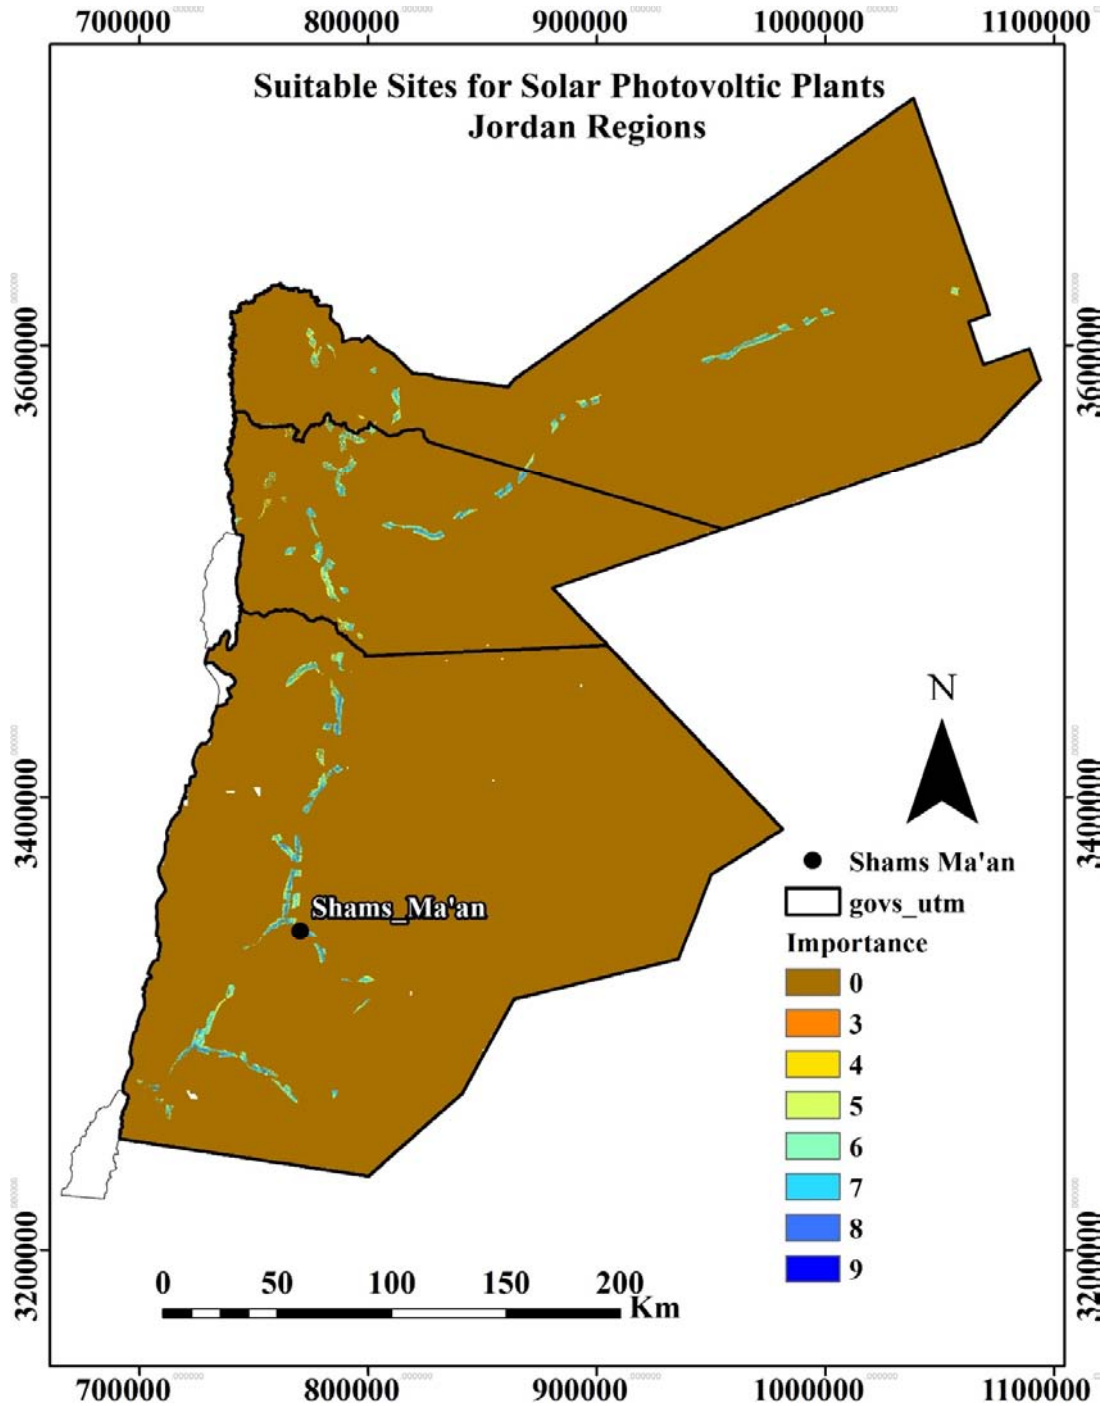 700000 800000 900000 1000000 1100000
Suitable Sites for Solar Photovoltic Plants
Jordan Regions
3600000 3600000
N
3400000 3400000
Shams Ma'an
govs_utm
Shams_Ma'an
Importance
0
3
4
5
6
7
8
9
3200000 3200000
0 50 100 150 200
Km
700000 800000 900000 1000000 1100000